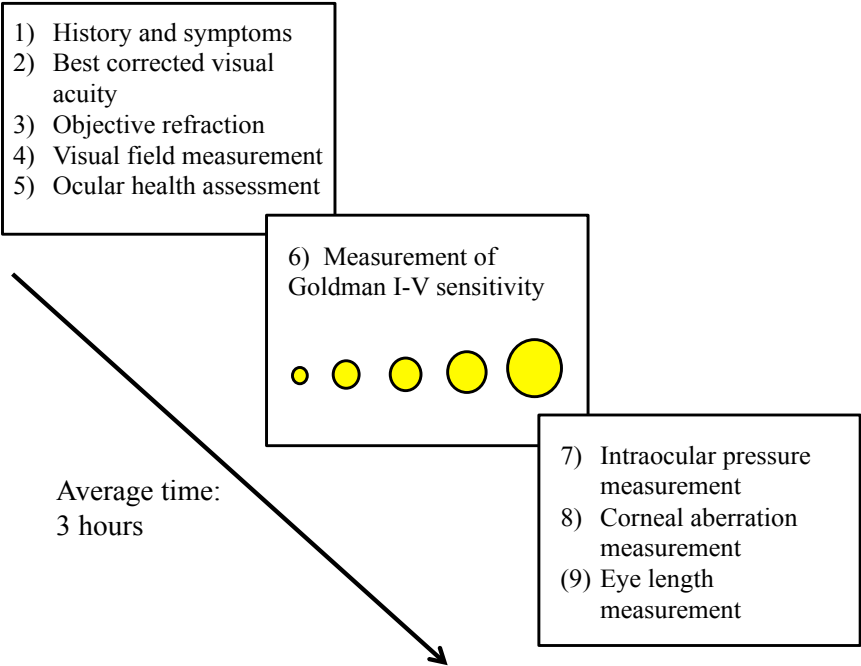 1) History and symptoms
2) Best corrected visual
acuity
3) Objective refraction
4) Visual field measurement
5) Ocular health assessment
6) Measurement of
Goldman I-V sensitivity
Average time:
3 hours
7) Intraocular pressure
measurement
8) Corneal aberration
measurement
(9) Eye length
measurement